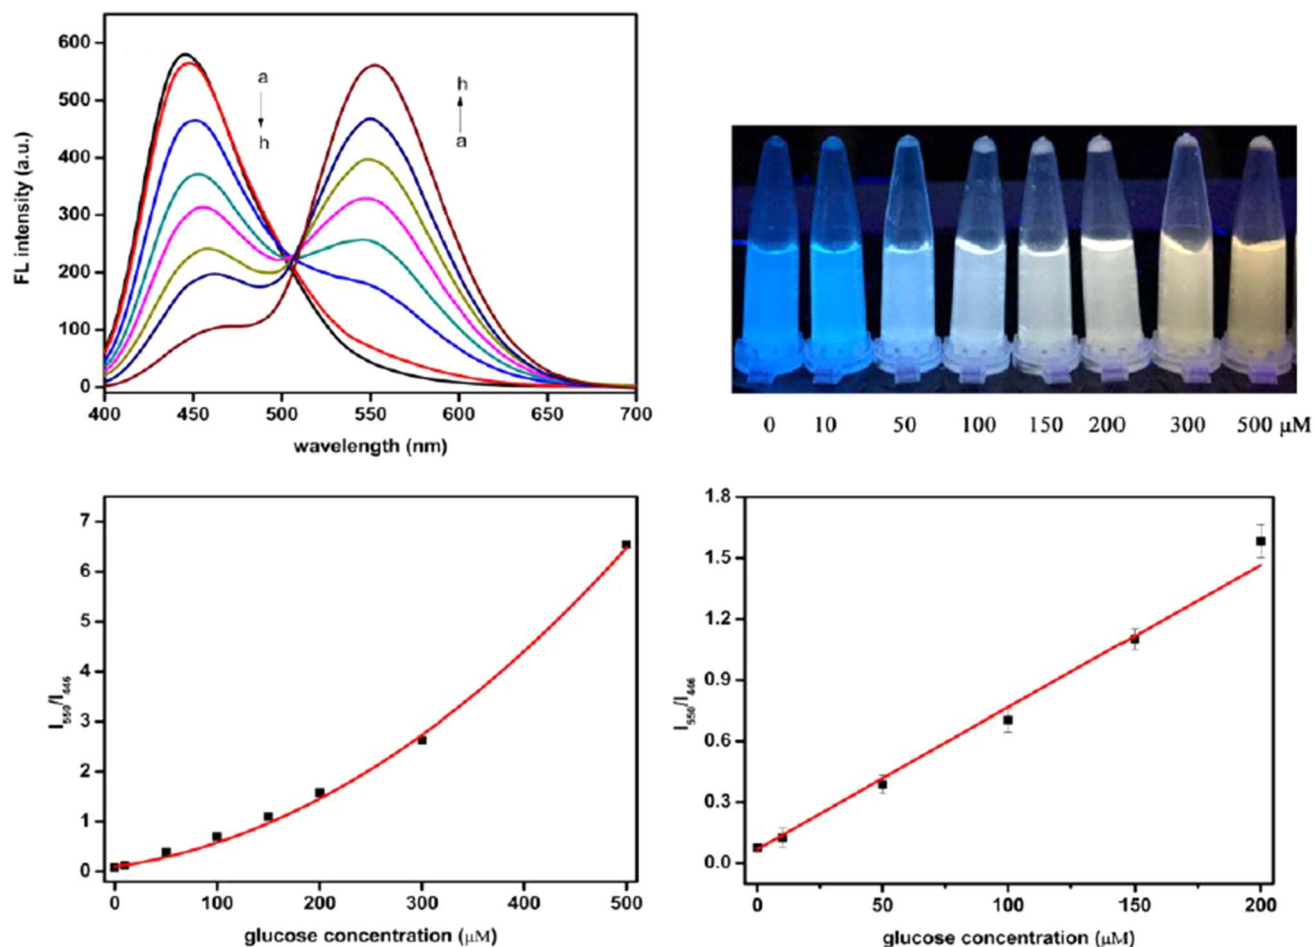 600
500
400
300
200
100
0
FL intensity (a.u.)
a
h
h
a
400 450 500 550 600 650 700
wavelength (nm)
0 10 50 100 150 200 300 500 μM
7
6
5
4
3
2
1
0
I₅₅₀/I₄₄₆
0 100 200 300 400 500
glucose concentration (μM)
1.8
1.5
1.2
0.9
0.6
0.3
0.0
I₅₅₀/I₄₄₆
0 50 100 150 200
glucose concentration (μM)